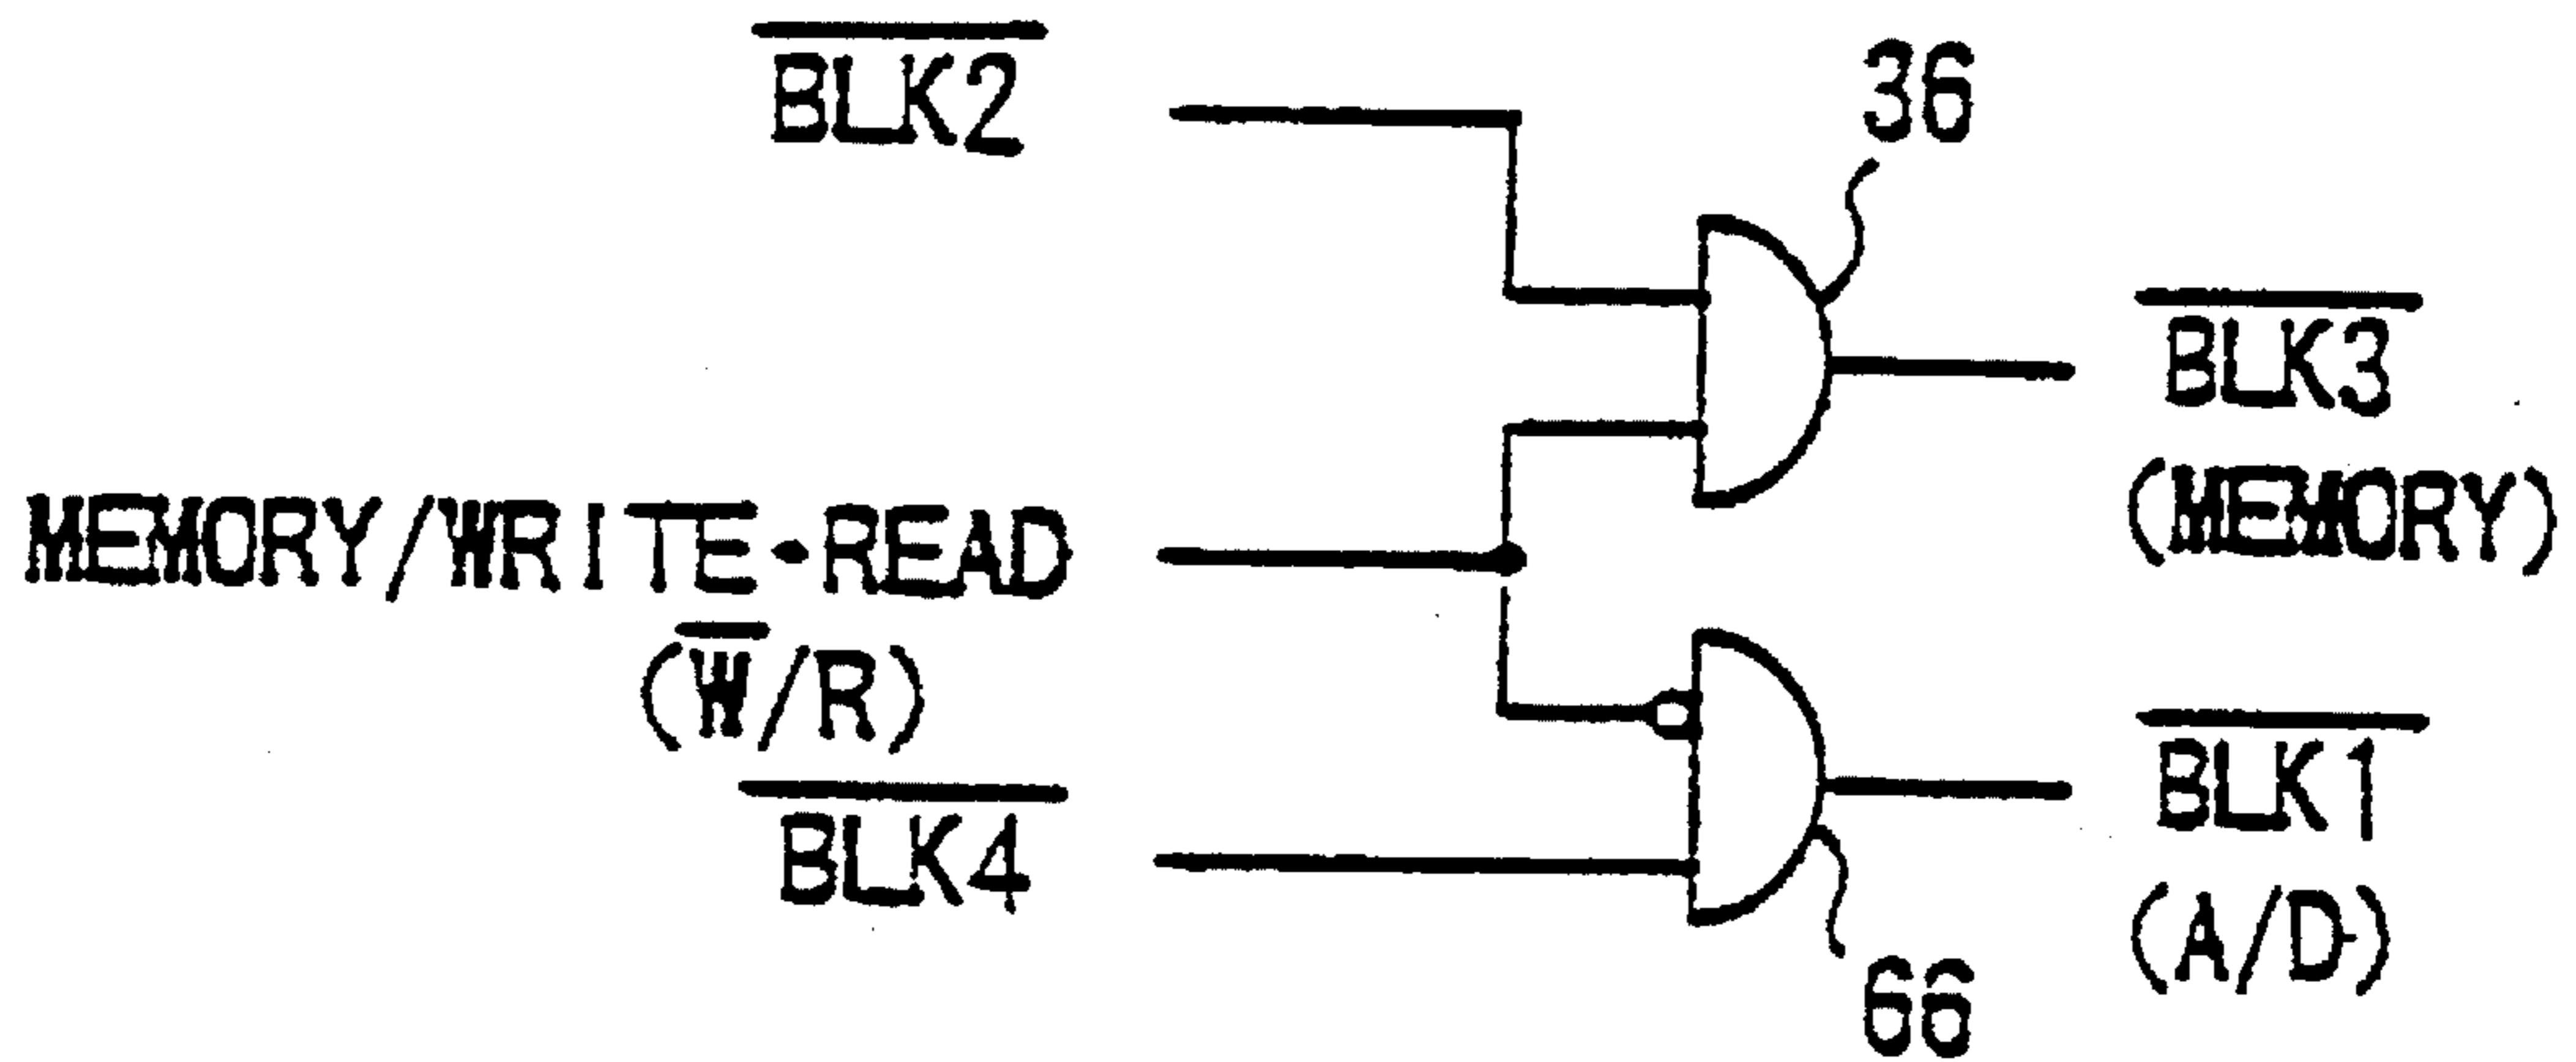 BLK2
36
BLK3
(MEMORY)
MEMORY/WRITE·READ
(W/R)
BLK4
BLK1
(A/D)
66